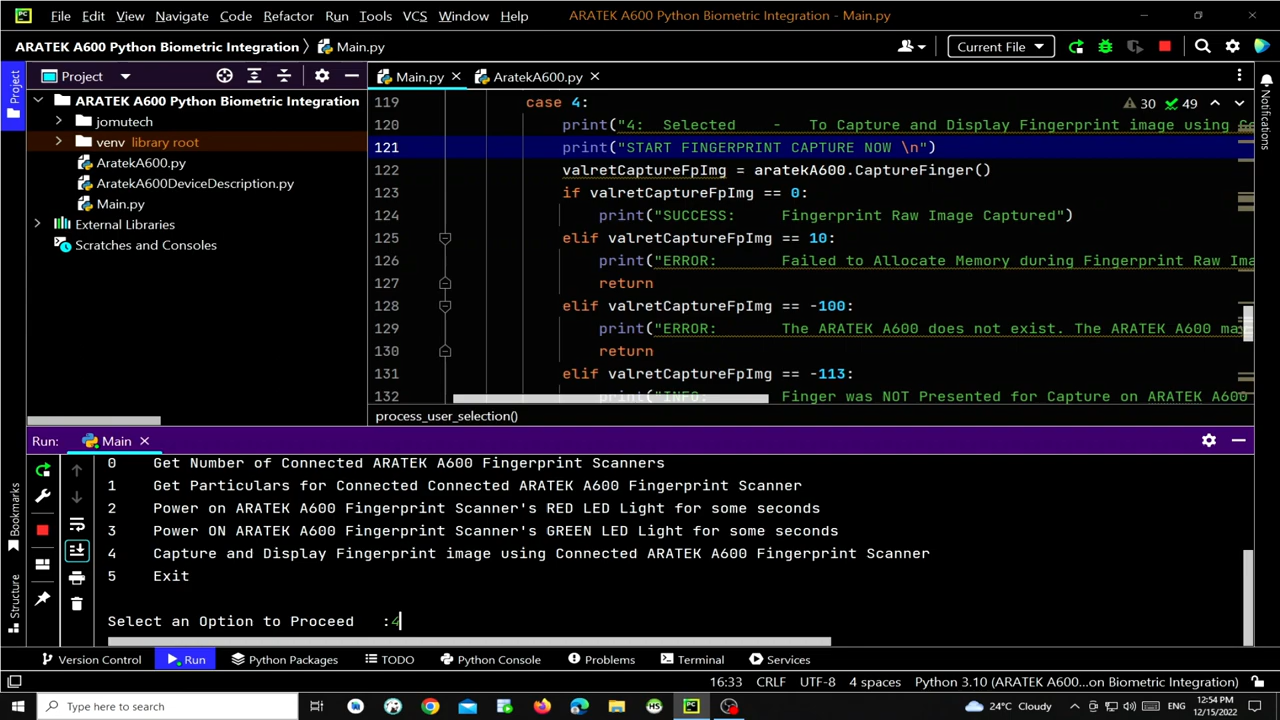 File Edit View Navigate Code Refactor Run Tools VCS Window Help ARATEK A600 Python Biometric Integration - Main.py
ARATEK A600 Python Biometric Integration Main.py Current File
Project Main.py AratekA600.py
ARATEK A600 Python Biometric Integration
jomutech
venv library root
AratekA600.py
AratekA600DeviceDescription.py
Main.py
External Libraries
Scratches and Consoles
Project
Notifications
30 49
119 case 4:
120 print("4: Selected - To Capture and Display Fingerprint image using
121 print("START FINGERPRINT CAPTURE NOW \n")
122 valretCaptureFpImg = aratekA600.CaptureFinger()
123 if valretCaptureFpImg == 0:
124 print("SUCCESS: Fingerprint Raw Image Captured")
125 elif valretCaptureFpImg == 10:
126 print("ERROR: Failed to Allocate Memory during Fingerprint Raw Ima
127 return
128 elif valretCaptureFpImg == -100:
129 print("ERROR: The ARATEK A600 does not exist. The ARATEK A600 ma
130 return
131 elif valretCaptureFpImg == -113:
132 print("INFO: Finger was NOT Presented for Capture on ARATEK A600
process_user_selection()
Run: Main
0 Get Number of Connected ARATEK A600 Fingerprint Scanners
1 Get Particulars for Connected Connected ARATEK A600 Fingerprint Scanner
2 Power on ARATEK A600 Fingerprint Scanner's RED LED Light for some seconds
3 Power ON ARATEK A600 Fingerprint Scanner's GREEN LED Light for some seconds
4 Capture and Display Fingerprint image using Connected ARATEK A600 Fingerprint Scanner
5 Exit
Select an Option to Proceed :4
Bookmarks
Structure
Version Control Run Python Packages TODO Python Console Problems Terminal Services
16:33 CRLF UTF-8 4 spaces Python 3.10 (ARATEK A600...on Biometric Integration)
Type here to search 24°C Cloudy ENG 12:54 PM
12/15/2022